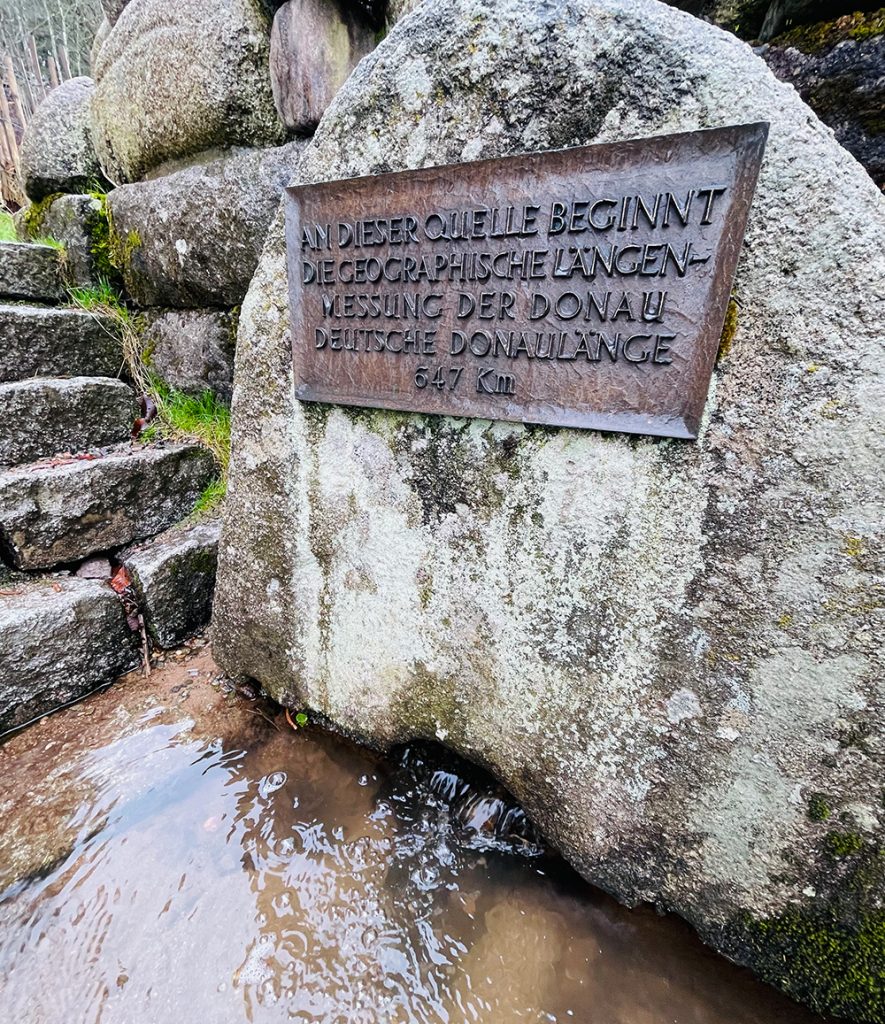 AN DIESER QUELLE BEGINNT
DIE GEOGRAPHISCHE LÄNGEN-
MESSUNG DER DONAU
DEUTSCHE DONAULÄNGE
647 Km